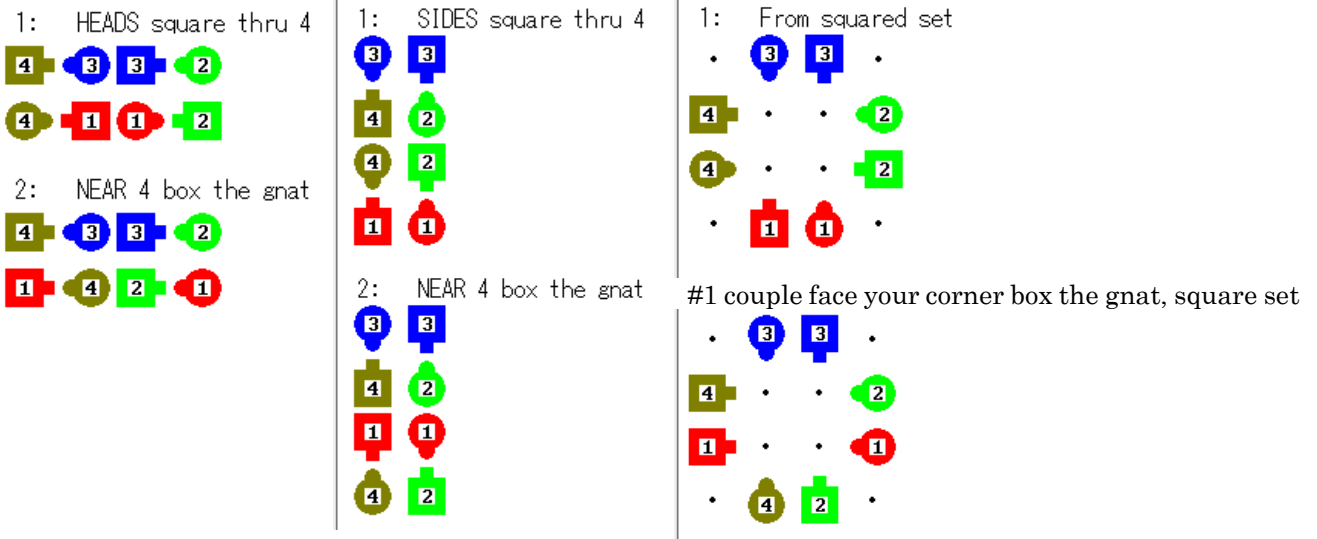 1: HEADS square thru 4
4 3 3 2
4 1 1 2
2: NEAR 4 box the gnat
4 3 3 2
1 4 2 1
1: SIDES square thru 4
3 3
4 2
4 2
1 1
2: NEAR 4 box the gnat
3 3
4 2
1 1
4 2
1: From squared set
3 3
4 2
4 2
1 1
#1 couple face your corner box the gnat, square set
3 3
4 2
1 1
4 2